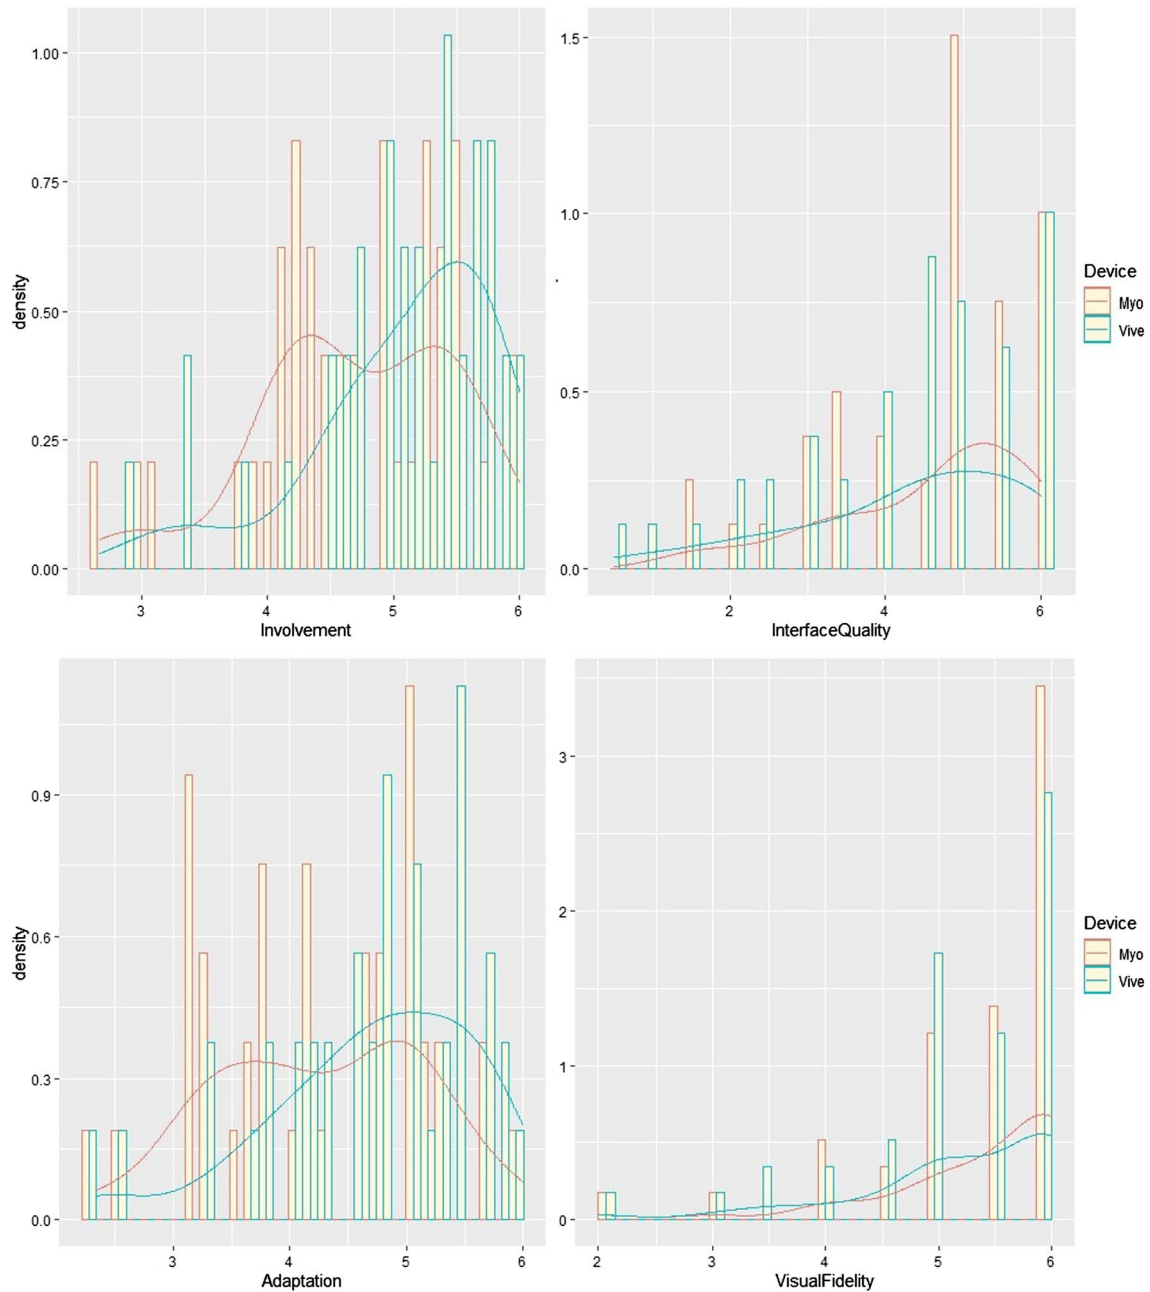 density
1.00
0.75
0.50
0.25
0.00
3 4 5 6
Involvement
1.5
1.0
0.5
0.0
2 4 6
InterfaceQuality
Device
Myo
Vive
density
0.9
0.6
0.3
0.0
3 4 5 6
Adaptation
3
2
1
0
2 3 4 5 6
VisualFidelity
Device
Myo
Vive